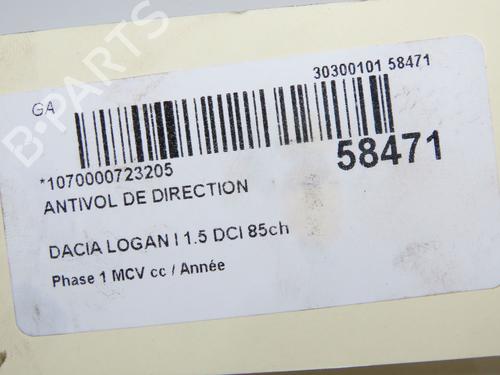 B-PARTS
GA
30300101 58471
*1070000723205
58471
ANTIVOL DE DIRECTION
DACIA LOGAN I 1.5 DCI 85ch
Phase 1 MCV cc / Année